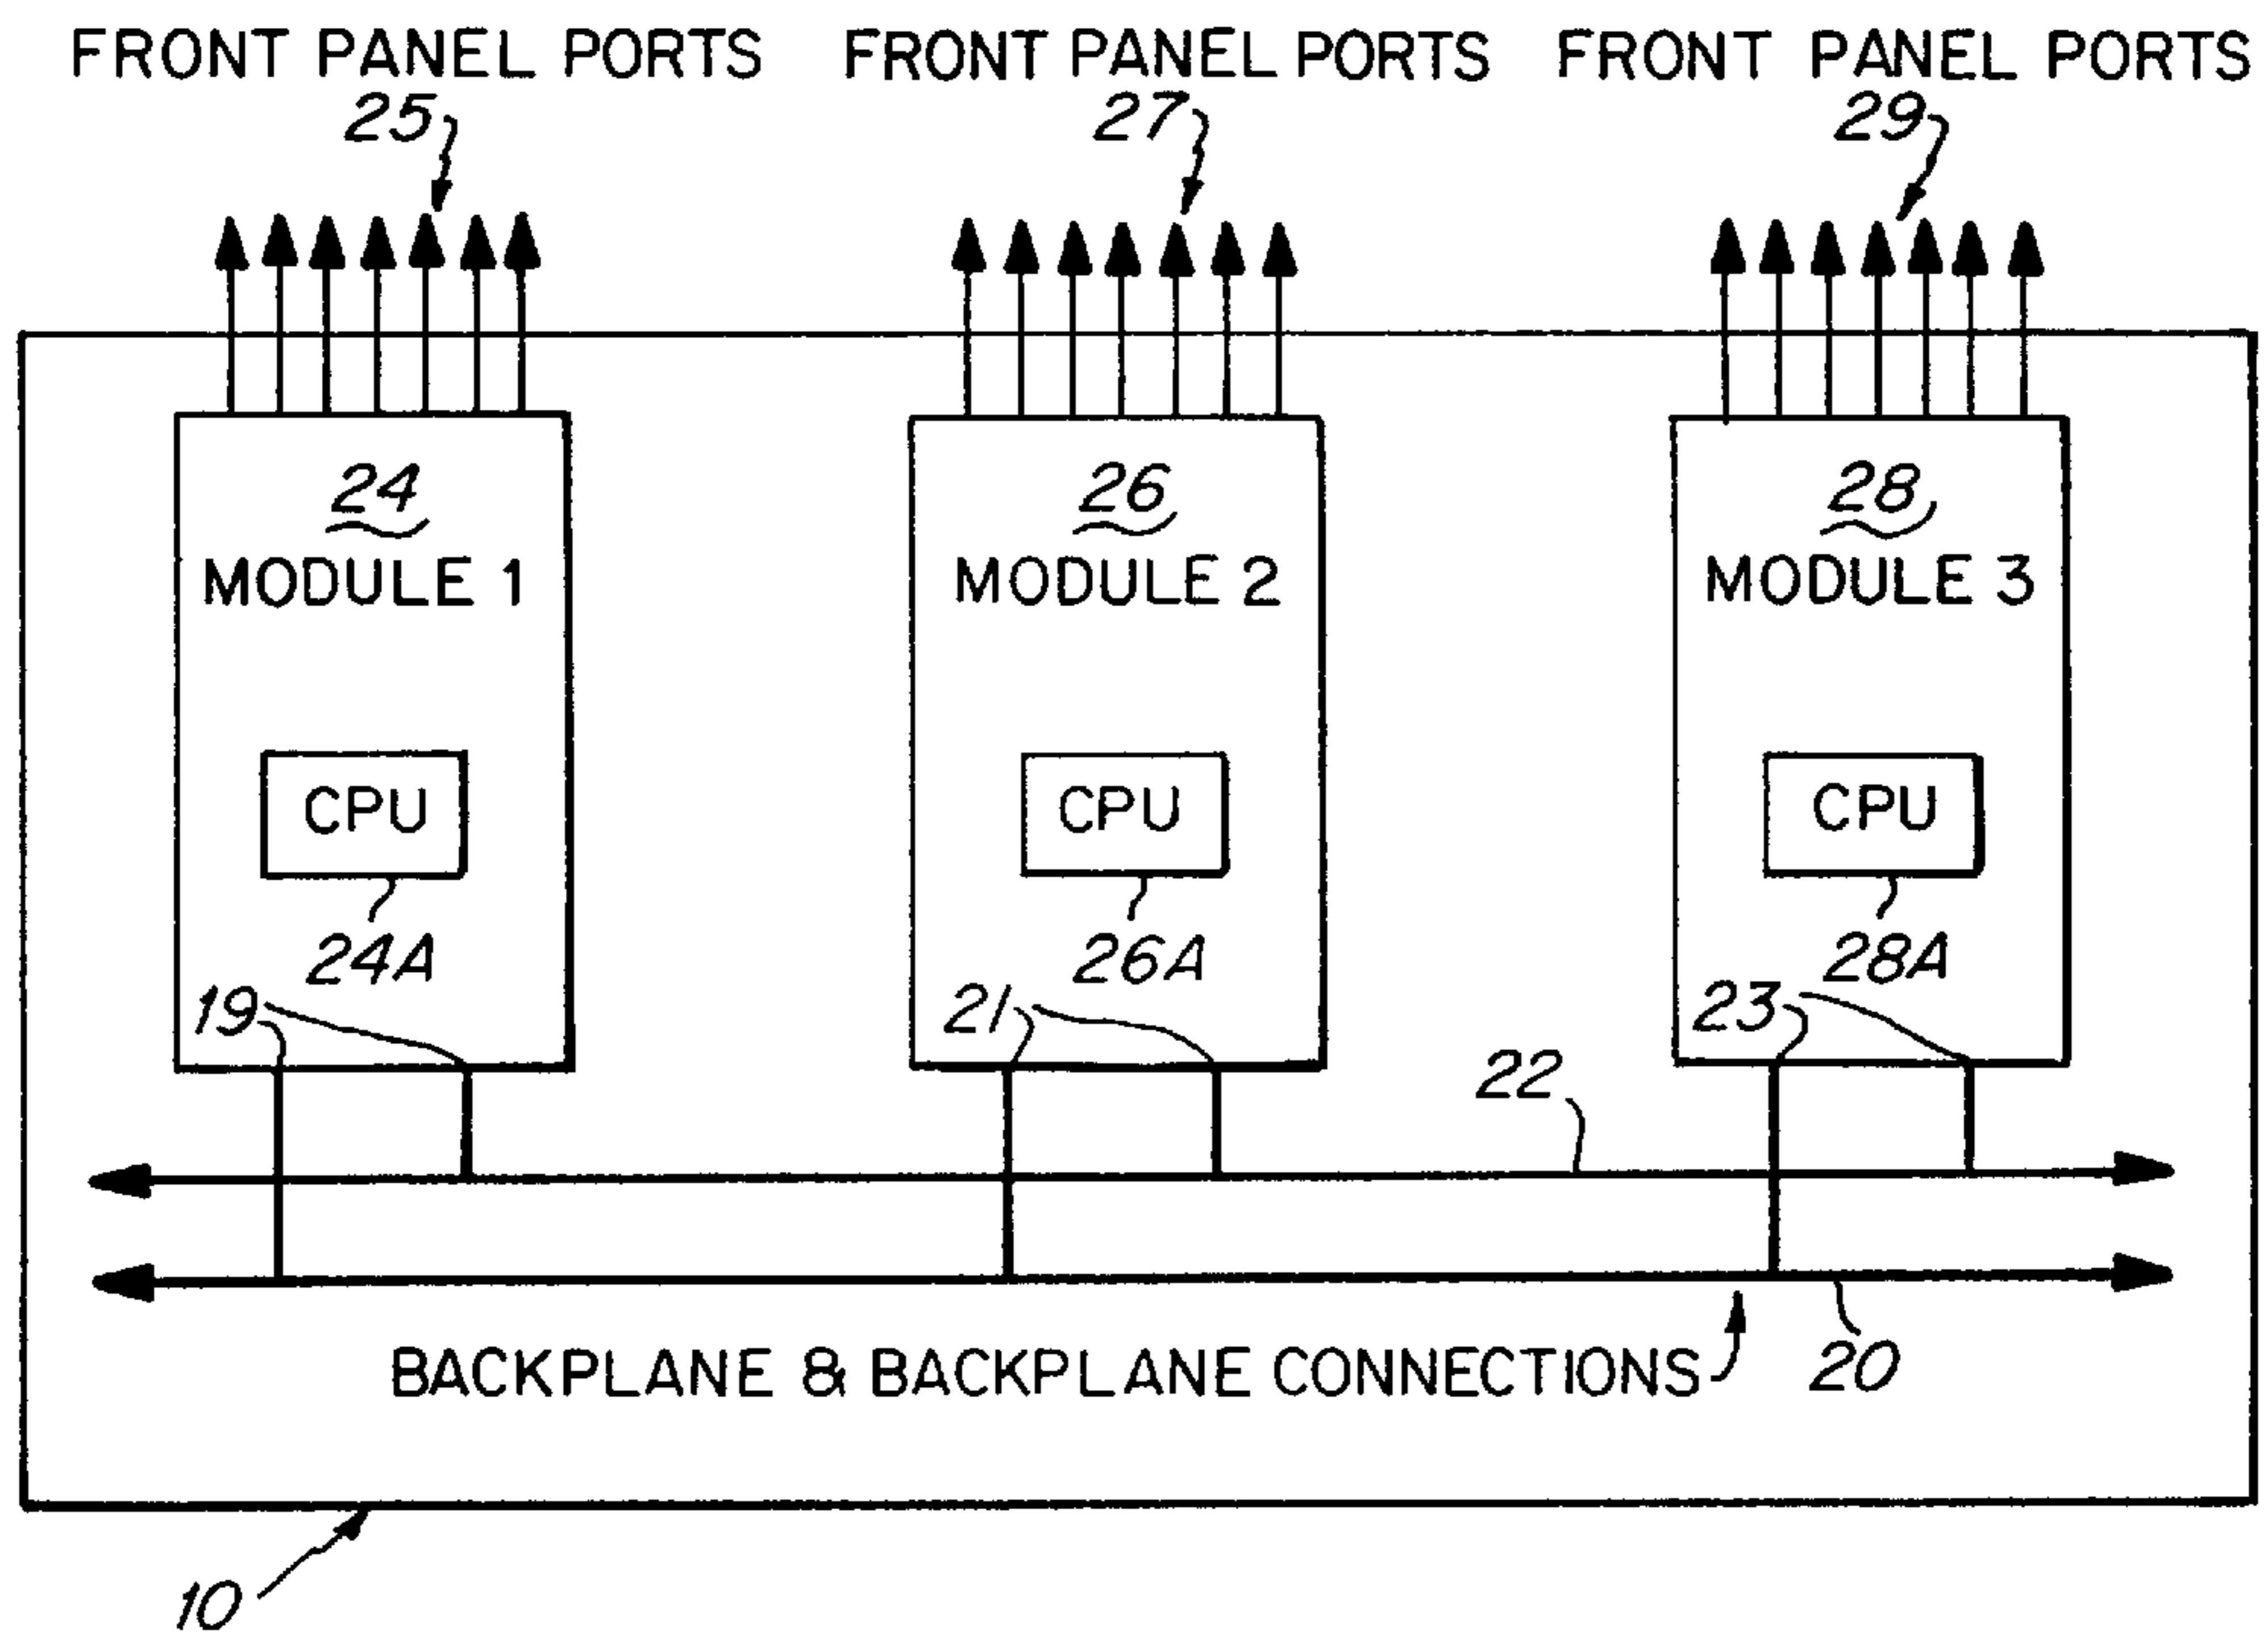 FRONT PANEL PORTS FRONT PANEL PORTS FRONT PANEL PORTS
25 27 29
24 26 28
MODULE 1 MODULE 2 MODULE 3
CPU CPU CPU
24A 26A 28A
19 21 23
22
BACKPLANE & BACKPLANE CONNECTIONS 20
10